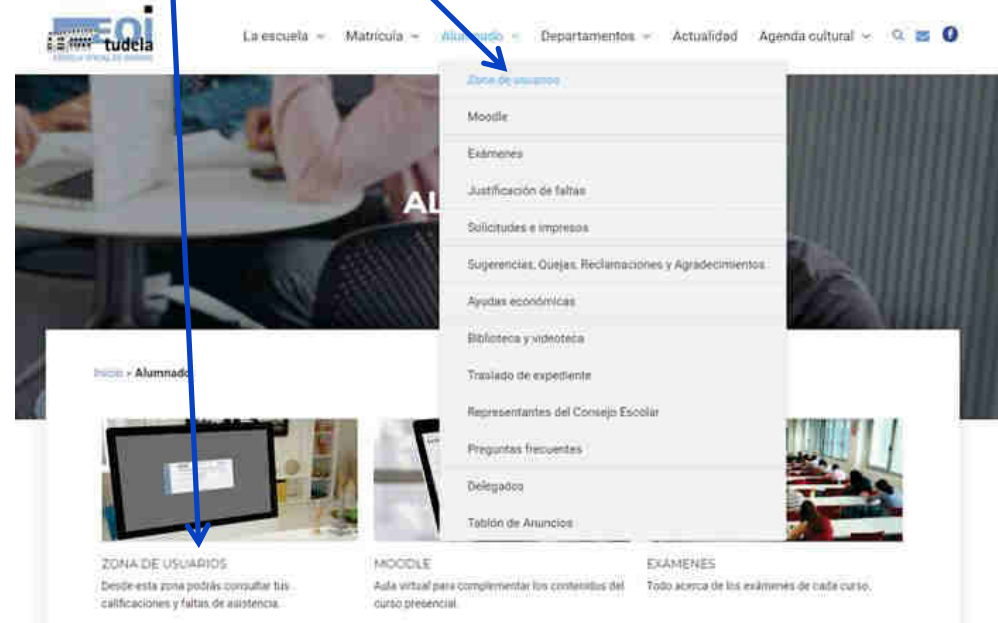 EOI
tudela
ESCUELA OFICIAL DE IDIOMAS
La escuela Matrícula Alumnado Departamentos Actualidad Agenda cultural
Zona de usuarios
Moodle
Exámenes
Justificación de faltas
Solicitudes e impresos
Sugerencias, Quejas, Reclamaciones y Agradecimientos
Ayudas económicas
Biblioteca y videoteca
Traslado de expediente
Representantes del Consejo Escolar
Preguntas frecuentes
Delegados
Tablón de Anuncios
AL
Inicio » Alumnado
ZONA DE USUARIOS
Desde esta zona podrás consultar tus
calificaciones y faltas de asistencia.
MOODLE
Aula virtual para complementar los contenidos del
curso presencial.
EXÁMENES
Todo acerca de los exámenes de cada curso.